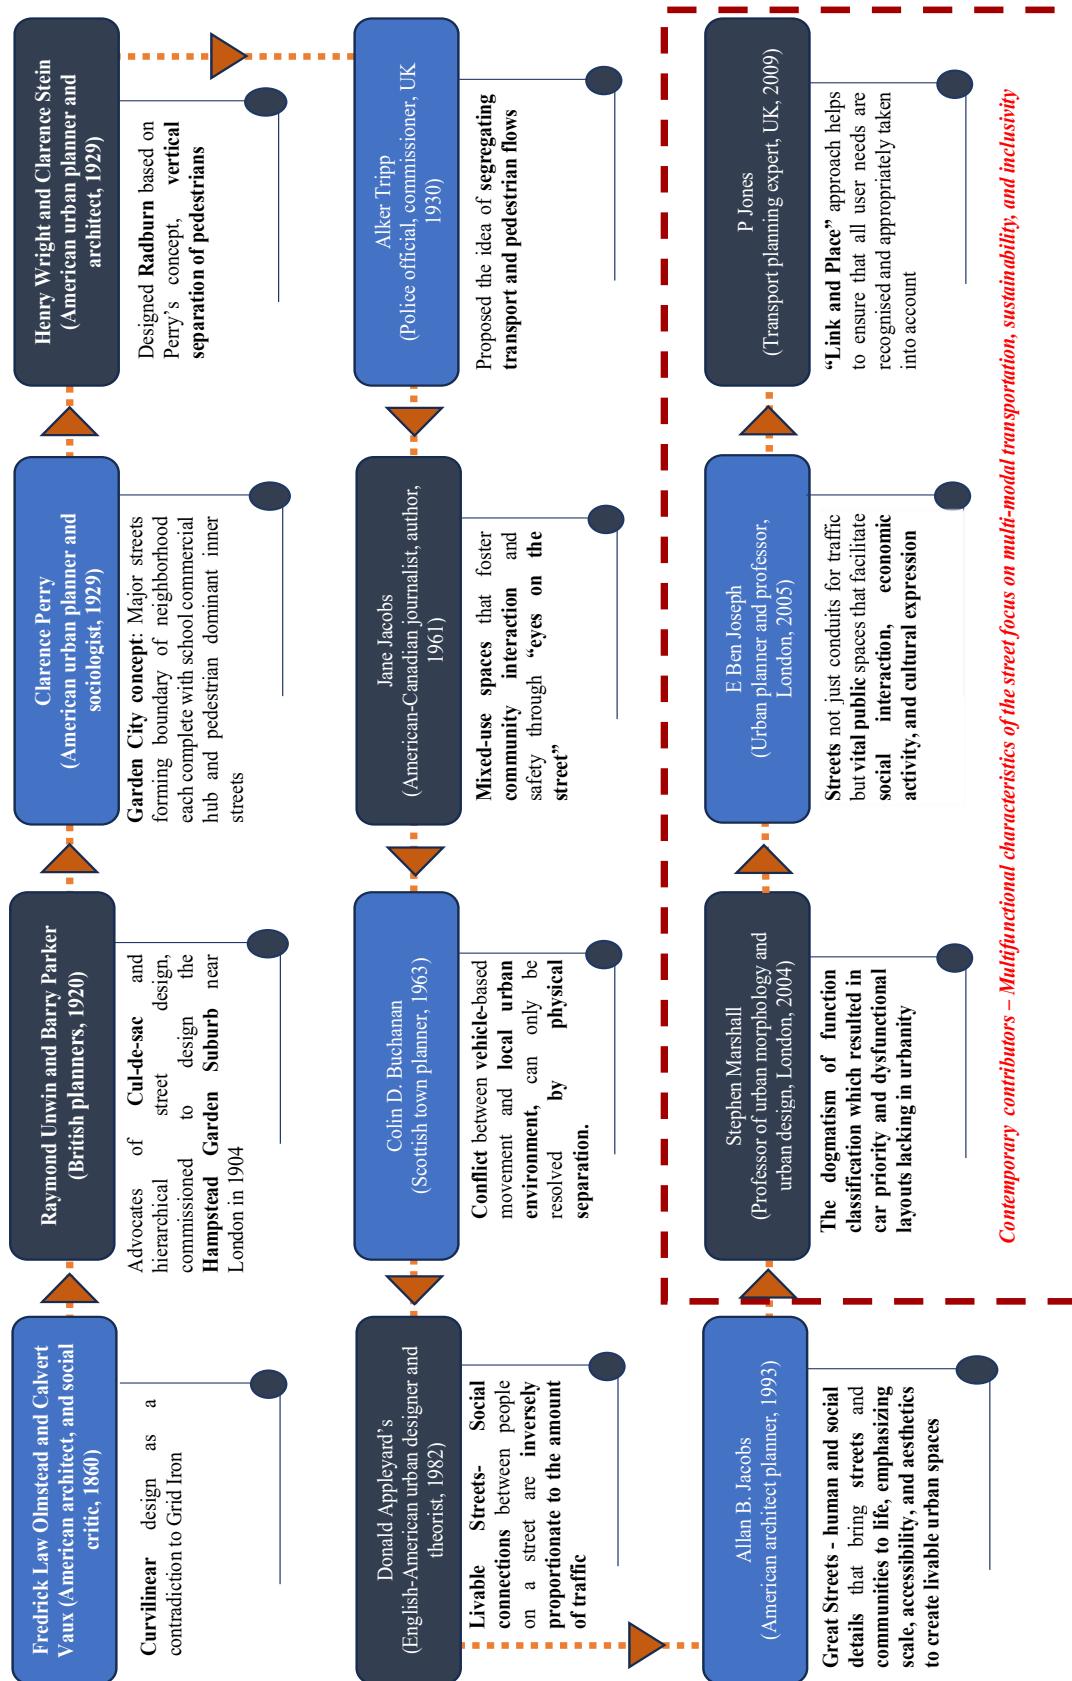 Fredrick Law Olmstead and Calvert
Vaux (American architect, and social
critic, 1860)
Curvilinear design as a
contradiction to Grid Iron
Raymond Unwin and Barry Parker
(British planners, 1920)
Advocates of Cul-de-sac and
hierarchical street design,
commissioned to design the
Hampstead Garden Suburb near
London in 1904
Clarence Perry
(American urban planner and
sociologist, 1929)
Garden City concept: Major streets
forming boundary of neighborhood
each complete with school commercial
hub and pedestrian dominant inner
streets
Henry Wright and Clarence Stein
(American urban planner and
architect, 1929)
Designed Radburn based on
Perry's concept, vertical
separation of pedestrians
Alker Tripp
(Police official, commissioner, UK
1930)
Proposed the idea of segregating
transport and pedestrian flows
Jane Jacobs
(American-Canadian journalist, author,
1961)
Mixed-use spaces that foster
community interaction and
safety through “eyes on the
street”
Colin D. Buchanan
(Scottish town planner, 1963)
Conflict between vehicle-based
movement and local urban
environment, can only be
resolved by physical
separation.
Donald Appleyard's
(English-American urban designer and
theorist, 1982)
Livable Streets- Social
connections between people
on a street are inversely
proportionate to the amount
of traffic
Allan B. Jacobs
(American architect planner, 1993)
Great Streets - human and social
details that bring streets and
communities to life, emphasizing
scale, accessibility, and aesthetics
to create livable urban spaces
Stephen Marshall
(Professor of urban morphology and
urban design, London, 2004)
The dogmatism of function
classification which resulted in
car priority and dysfunctional
layouts lacking in urbanity
E Ben Joseph
(Urban planner and professor,
London, 2005)
Streets not just conduits for traffic
but vital public spaces that facilitate
social interaction, economic
activity, and cultural expression
P Jones
(Transport planning expert, UK, 2009)
“Link and Place” approach helps
to ensure that all user needs are
recognised and appropriately taken
into account
Contemporary contributors – Multifunctional characteristics of the street focus on multi-modal transportation, sustainability, and inclusivity